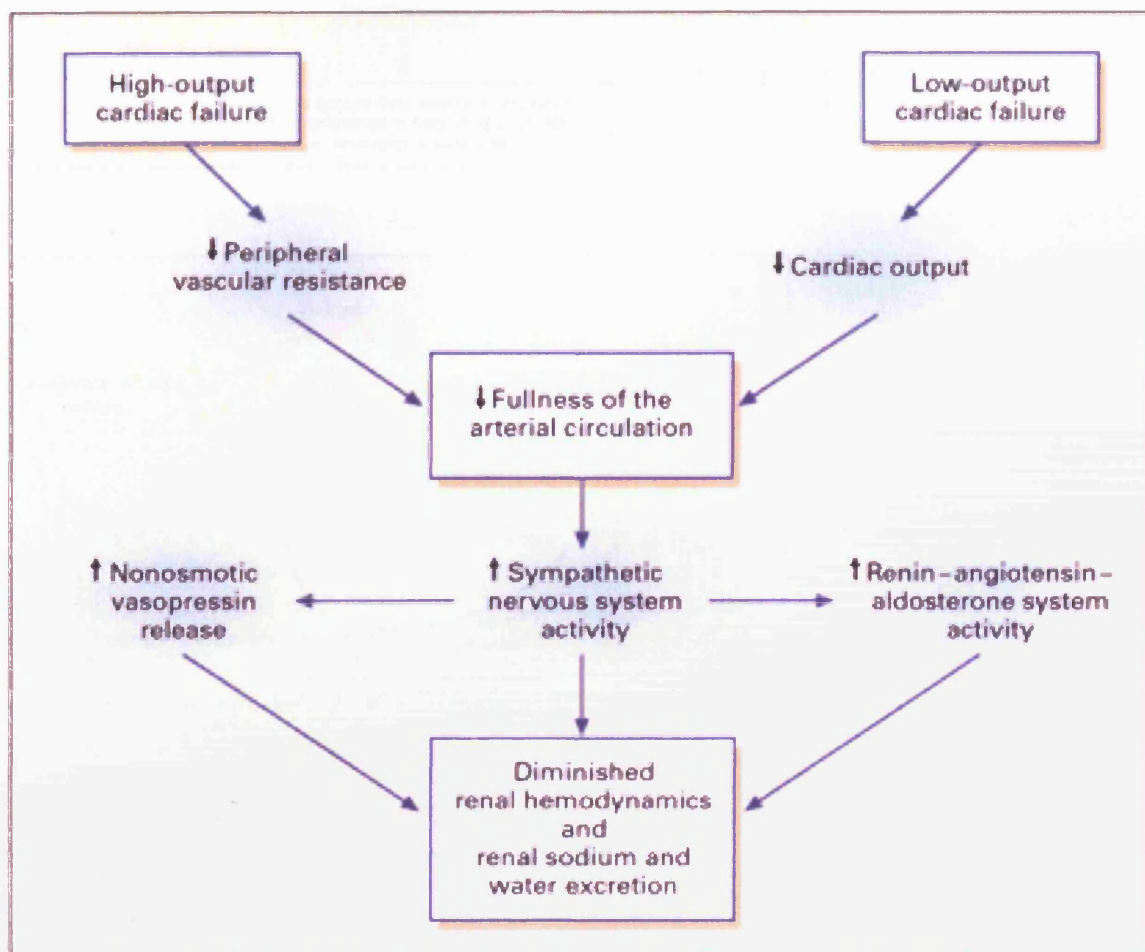 High-output
cardiac failure
Low-output
cardiac failure
↓ Peripheral
vascular resistance
↓ Cardiac output
↓ Fullness of the
arterial circulation
↑ Nonosmotic
vasopressin
release
↑ Sympathetic
nervous system
activity
↑ Renin–angiotensin–
aldosterone system
activity
Diminished
renal hemodynamics
and
renal sodium and
water excretion